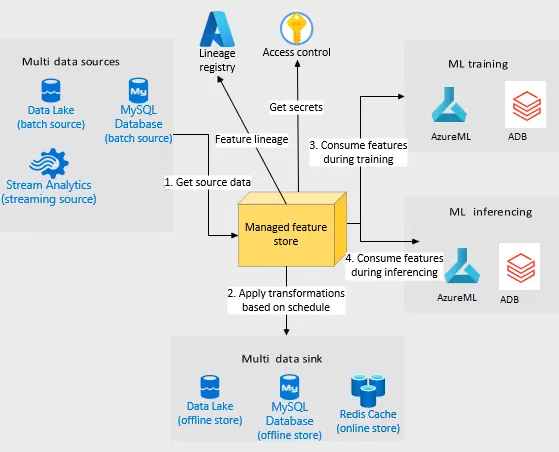 Lineage
registry
Access control
Multi data sources
Data Lake
(batch source)
MySQL
Database
(batch source)
Stream Analytics
(streaming source)
ML training
AzureML
ADB
Get secrets
Feature lineage
3. Consume features
during training
1. Get source data
Managed feature
store
ML inferencing
AzureML
ADB
4. Consume features
during inferencing
2. Apply transformations
based on schedule
Multi data sink
Data Lake
(offline store)
MySQL
Database
(offline store)
Redis Cache
(online store)